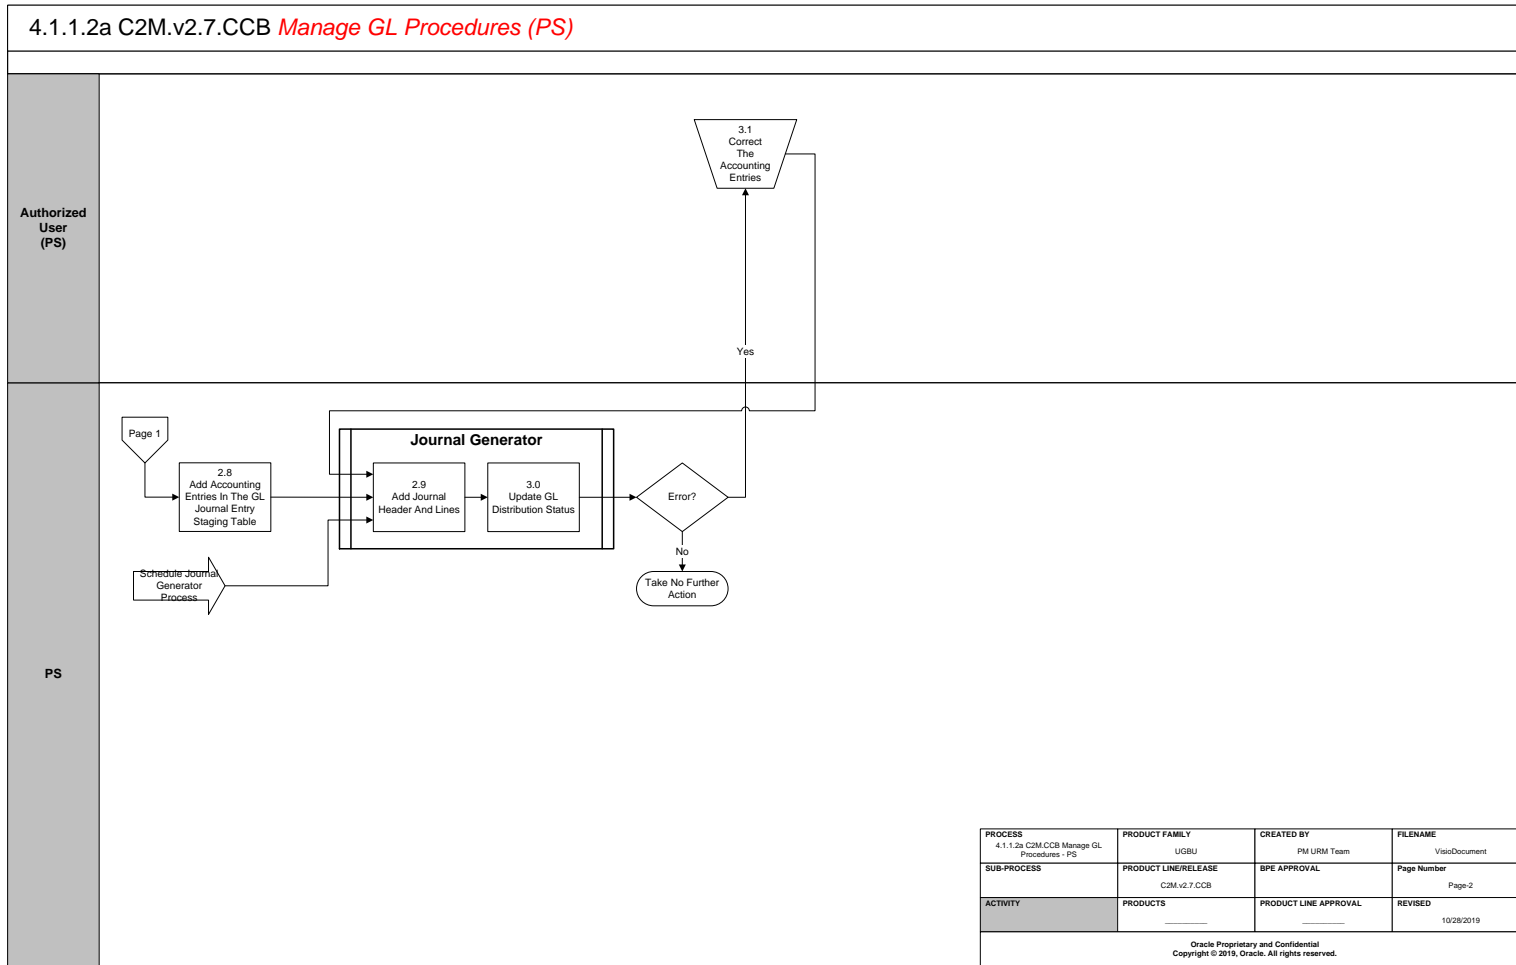 4.1.1.2a C2M.v2.7.CCB Manage GL Procedures (PS)
Authorized
User
(PS)
3.1
Correct
The
Accounting
Entries
Yes
PS
Page 1
2.8
Add Accounting
Entries In The GL
Journal Entry
Staging Table
Schedule Journal
Generator
Process
Journal Generator
2.9
Add Journal
Header And Lines
3.0
Update GL
Distribution Status
Error?
No
Take No Further
Action
PROCESS
4.1.1.2a C2M.CCB Manage GL
Procedures - PS
PRODUCT FAMILY
UGBU
CREATED BY
PM URM Team
FILENAME
VisioDocument
SUB-PROCESS
PRODUCT LINE/RELEASE
C2M.v2.7.CCB
BPE APPROVAL
Page Number
Page-2
ACTIVITY
PRODUCTS
PRODUCT LINE APPROVAL
REVISED
10/28/2019
Oracle Proprietary and Confidential
Copyright © 2019, Oracle. All rights reserved.